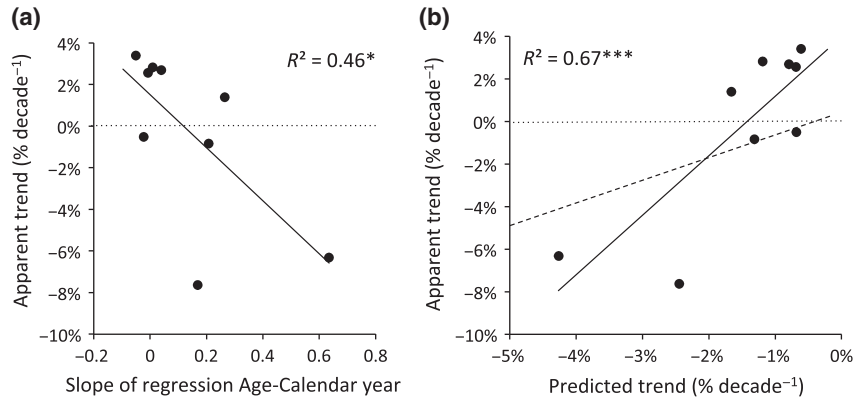 (a)
R² = 0.46*
Apparent trend (% decade⁻¹)
4%
2%
0%
−2%
−4%
−6%
−8%
−10%
−0.2 0 0.2 0.4 0.6 0.8
Slope of regression Age-Calendar year
(b)
R² = 0.67***
Apparent trend (% decade⁻¹)
4%
2%
0%
−2%
−4%
−6%
−8%
−10%
−5% −4% −3% −2% −1% 0%
Predicted trend (% decade⁻¹)